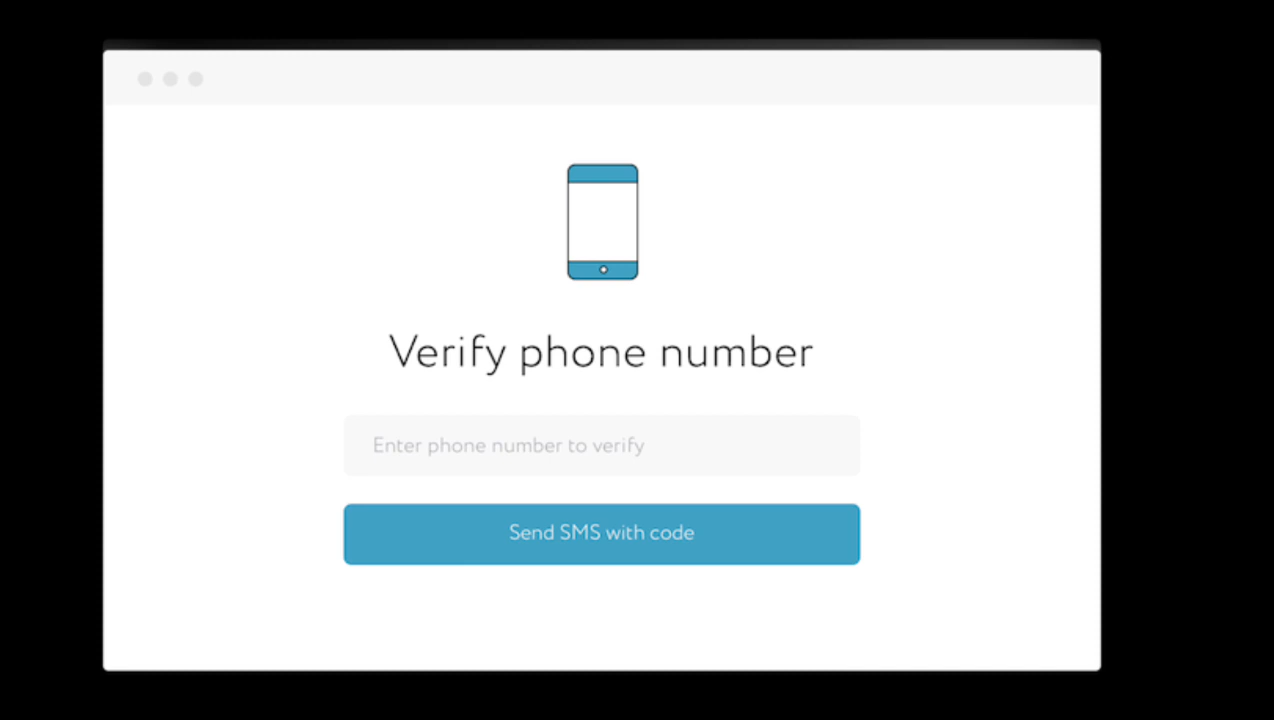 Verify phone number
Enter phone number to verify
Send SMS with code